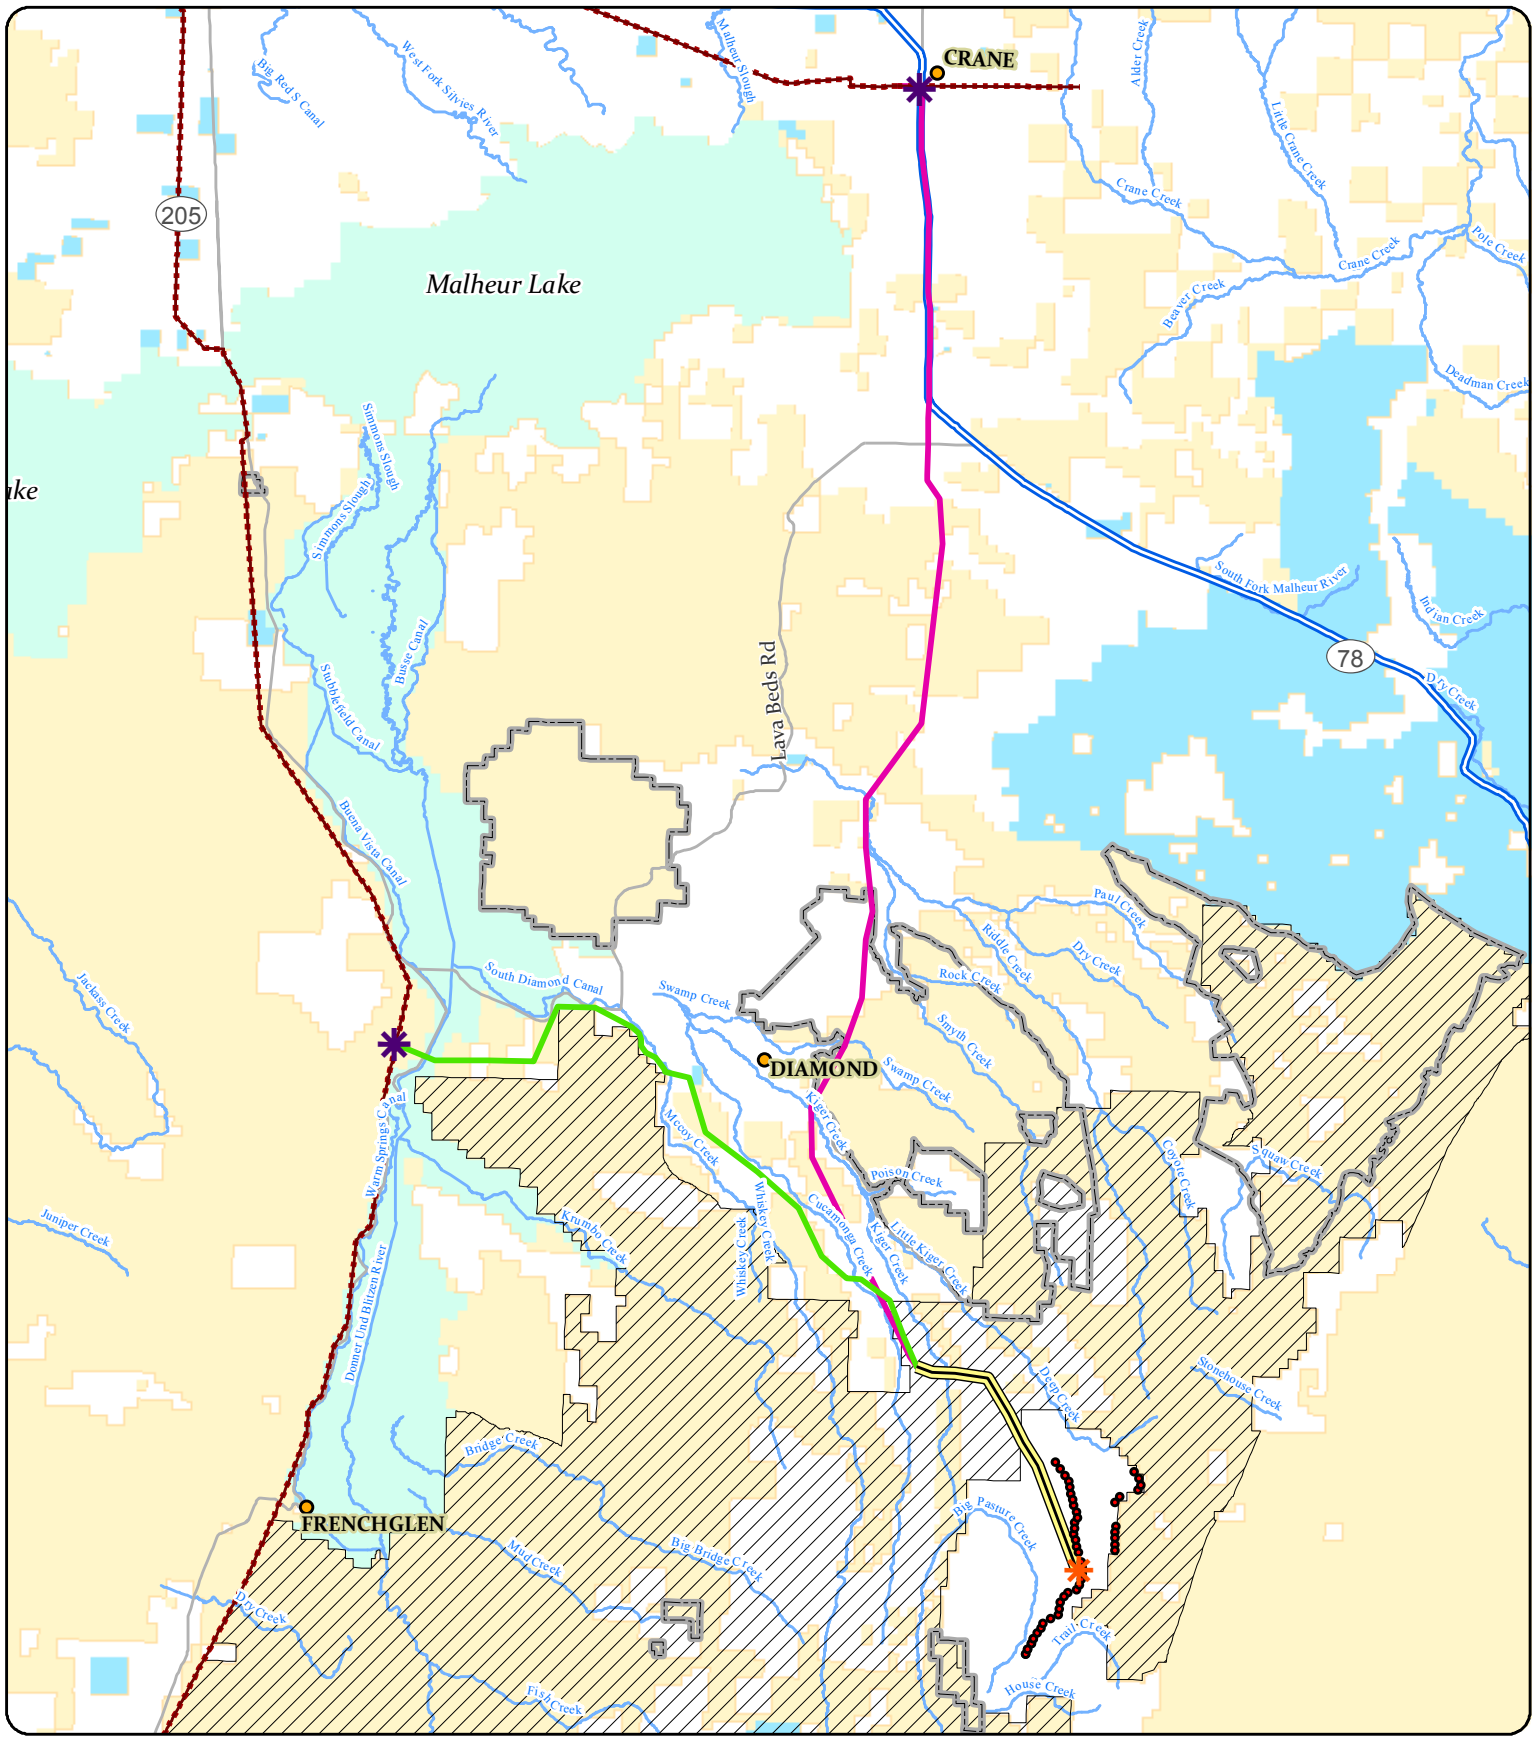 CRANE
Malheur Slough
West Fork Silvies River
Big Red S Canal
Alder Creek
Little Crane Creek
Crane Creek
205
Pole Creek
Crane Creek
Malheur Lake
Beaver Creek
Deadman Creek
Simmons Slough
ake
Simmons Slough
South Fork Malheur River
Indian Creek
Busse Canal
78
Lava Beds Rd
Stubblefield Canal
Dry Creek
Buena Vista Canal
Paul Creek
Riddle Creek
Dry Creek
South Diamond Canal
Swamp Creek
Rock Creek
Jackass Creek
Smyth Creek
DIAMOND
Swamp Creek
Warm Springs Canal
Kiger Creek
Mccoy Creek
Coyote Creek
Squaw Creek
Poison Creek
Juniper Creek
Krumbo Creek
Whiskey Creek
Whiskey Creek
Cucamonga Creek
Kiger Creek
Little Kiger Creek
Donner Und Blitzen River
Deep Creek
Stonehouse Creek
Bridge Creek
Big Pasture Creek
FRENCHGLEN
Mud Creek
Big Bridge Creek
Dry Creek
Trail Creek
House Creek
Fish Creek